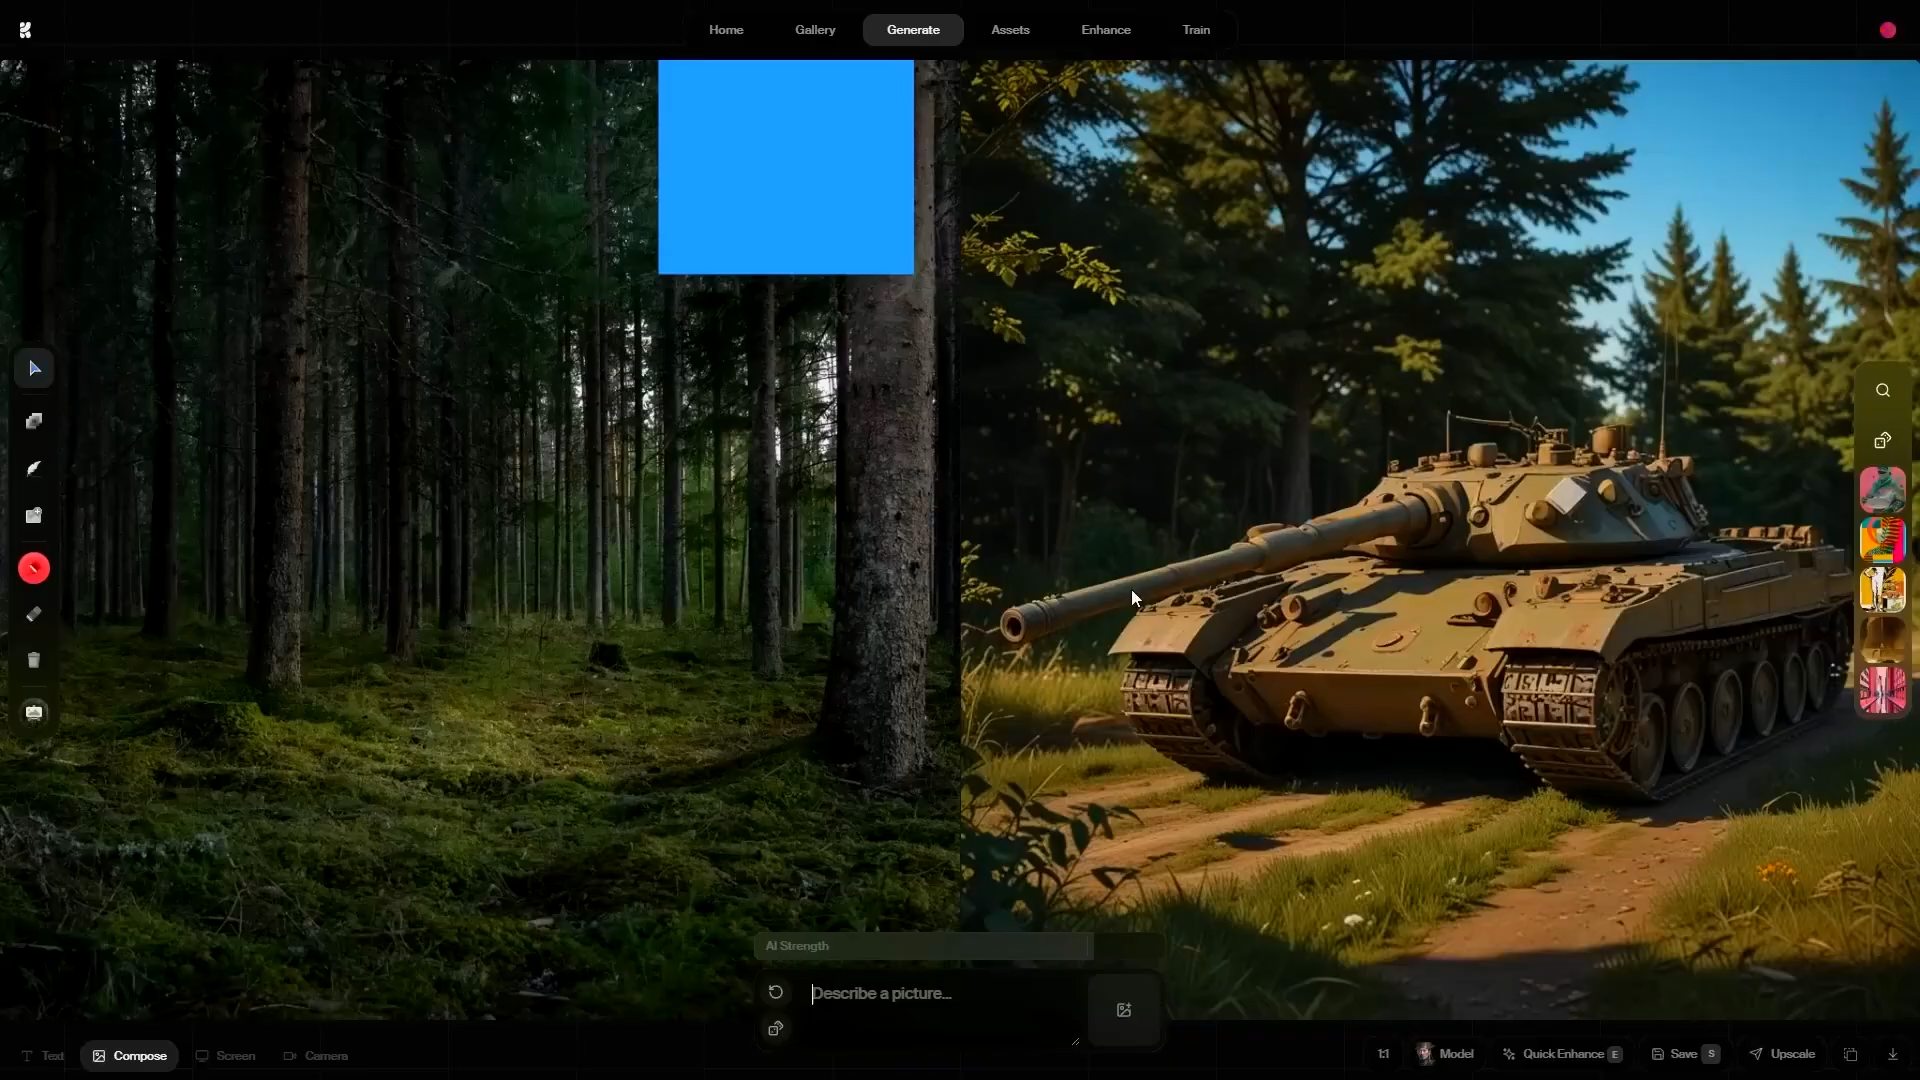 Home
Gallery
Generate
Assets
Enhance
Train
AI Strength
Describe a picture...
Text
Compose
Screen
Camera
1:1
Model
Quick Enhance E
Save S
Upscale